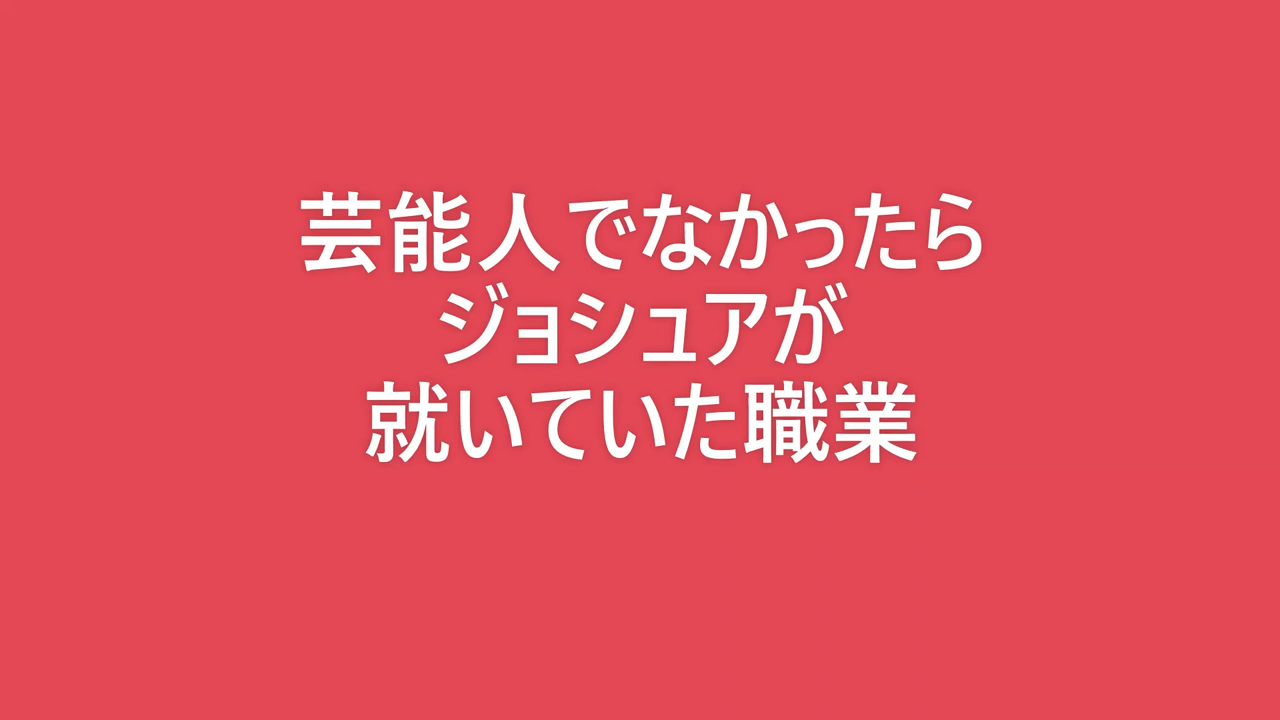 芸能人でなかったら
ジョシュアが
就いていた職業